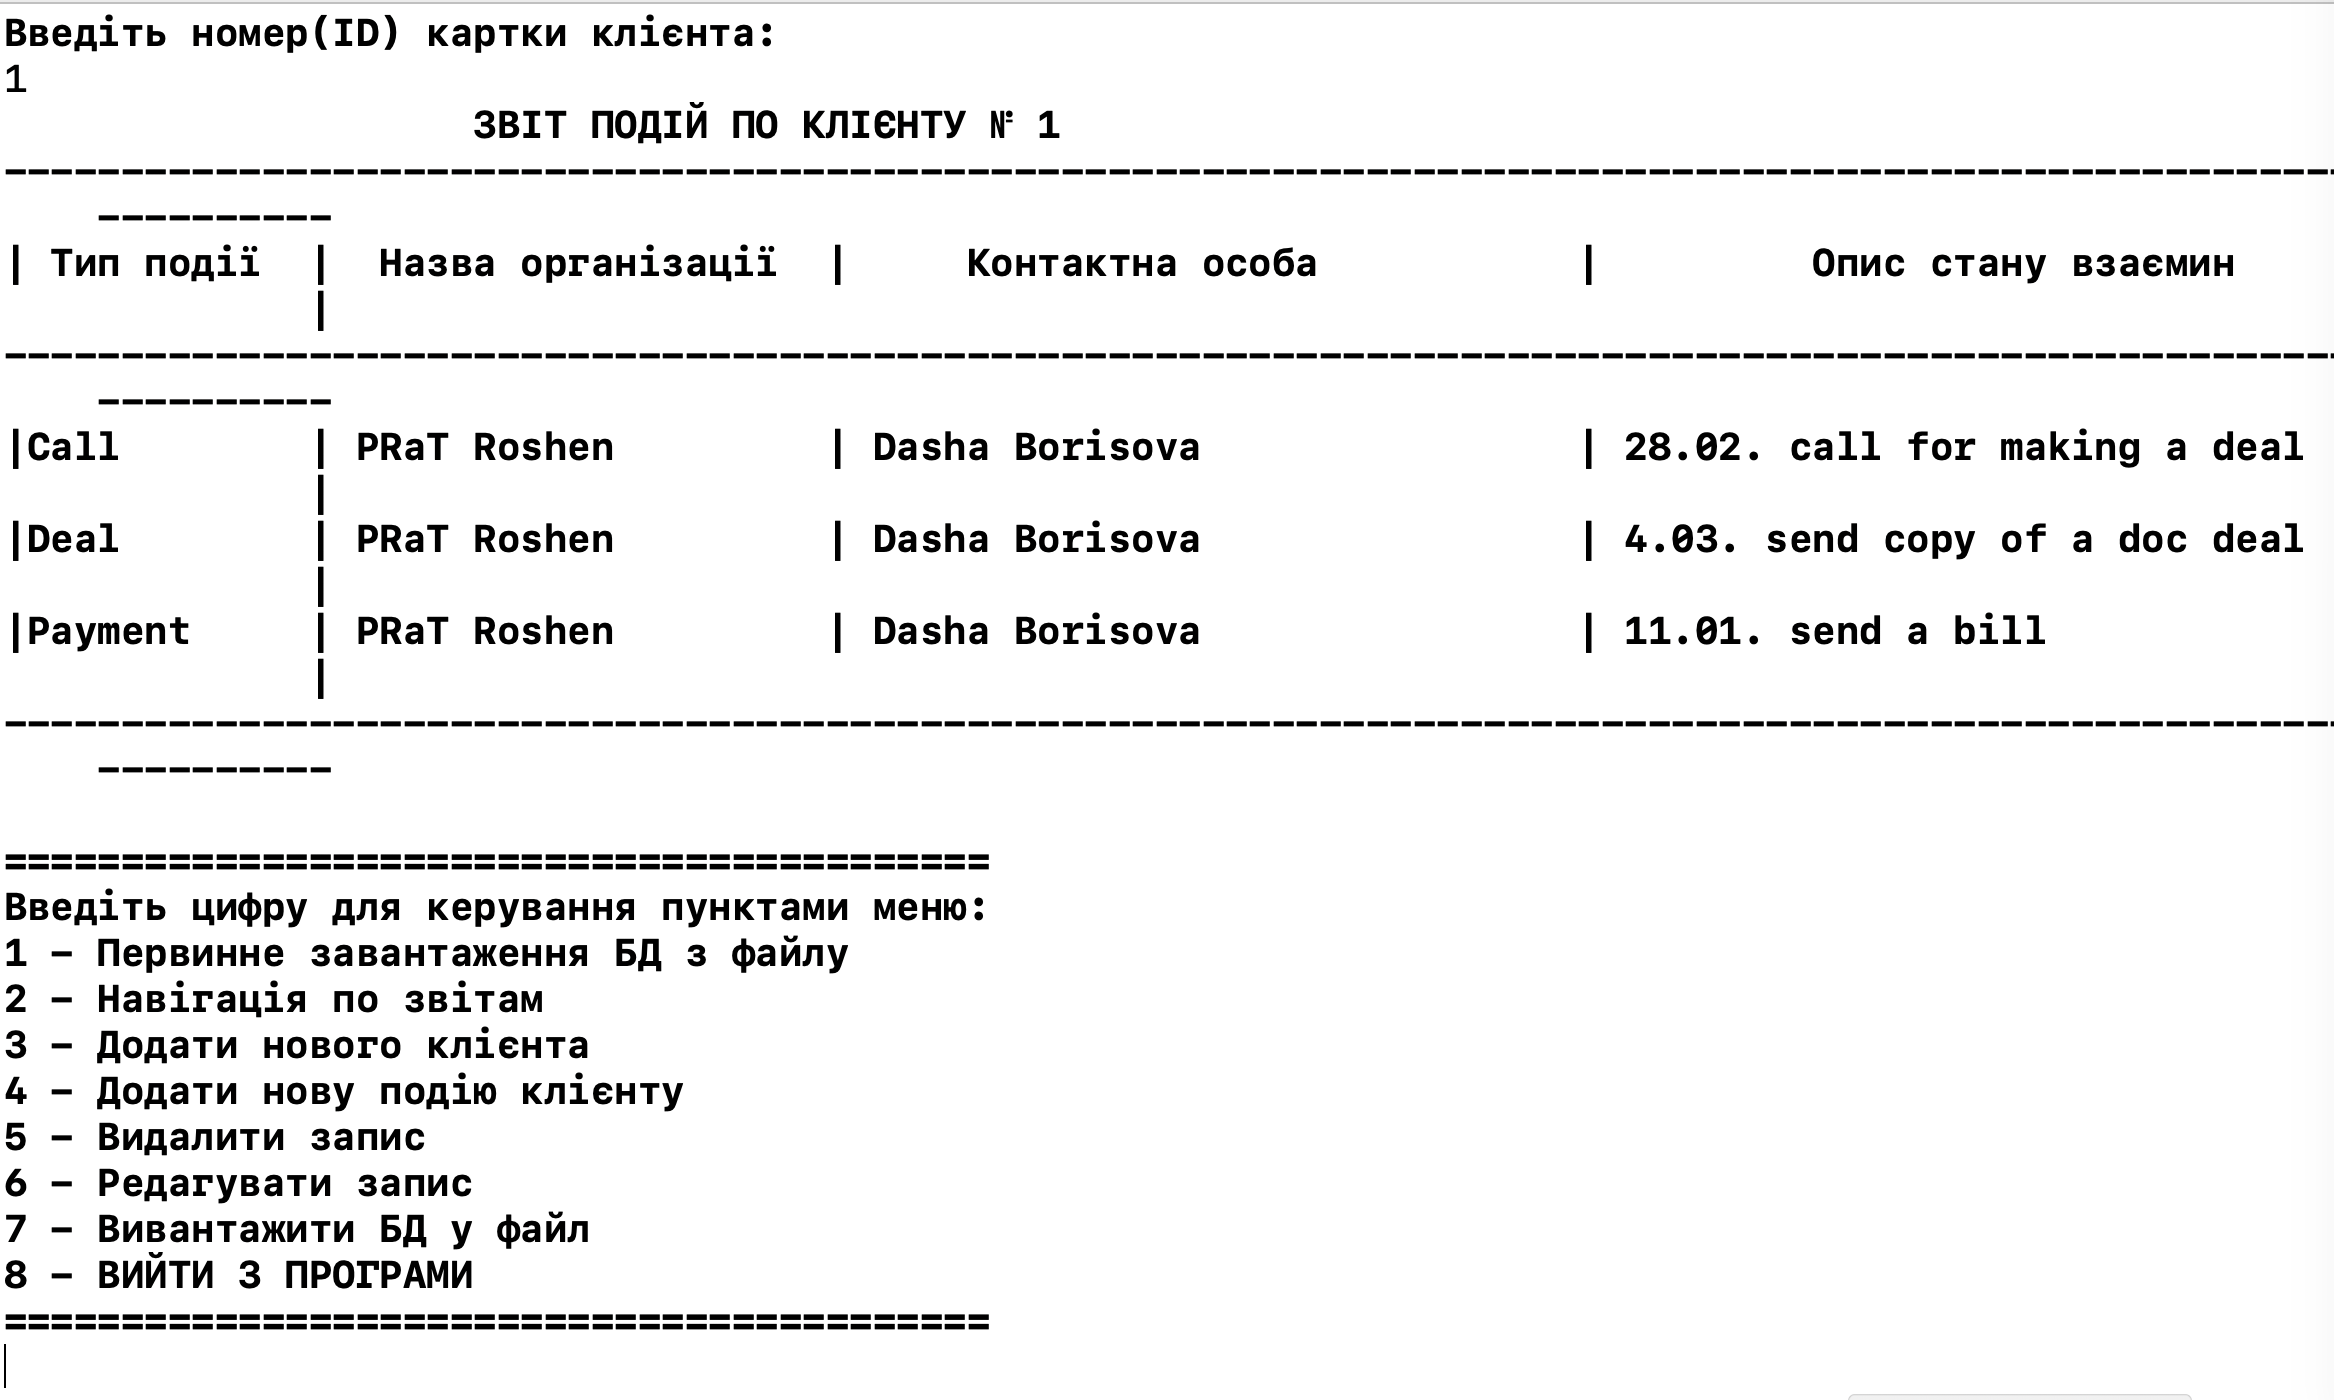 Введіть номер(ID) картки клієнта:
1
ЗВІТ ПОДІЙ ПО КЛІЄНТУ № 1
----------------------------------------------------------------------------------------------------
----------
| Тип події  |  Назва організації  |     Контактна особа           |         Опис стану взаємин
|
----------------------------------------------------------------------------------------------------
----------
|Call        | PRaT Roshen         | Dasha Borisova                | 28.02. call for making a deal
|
|Deal        | PRaT Roshen         | Dasha Borisova                | 4.03. send copy of a doc deal
|
|Payment     | PRaT Roshen         | Dasha Borisova                | 11.01. send a bill
|
----------------------------------------------------------------------------------------------------
----------
==========================================
Введіть цифру для керування пунктами меню:
1 – Первинне завантаження БД з файлу
2 – Навігація по звітам
3 – Додати нового клієнта
4 – Додати нову подію клієнту
5 – Видалити запис
6 – Редагувати запис
7 – Вивантажити БД у файл
8 – ВИЙТИ З ПРОГРАМИ
==========================================